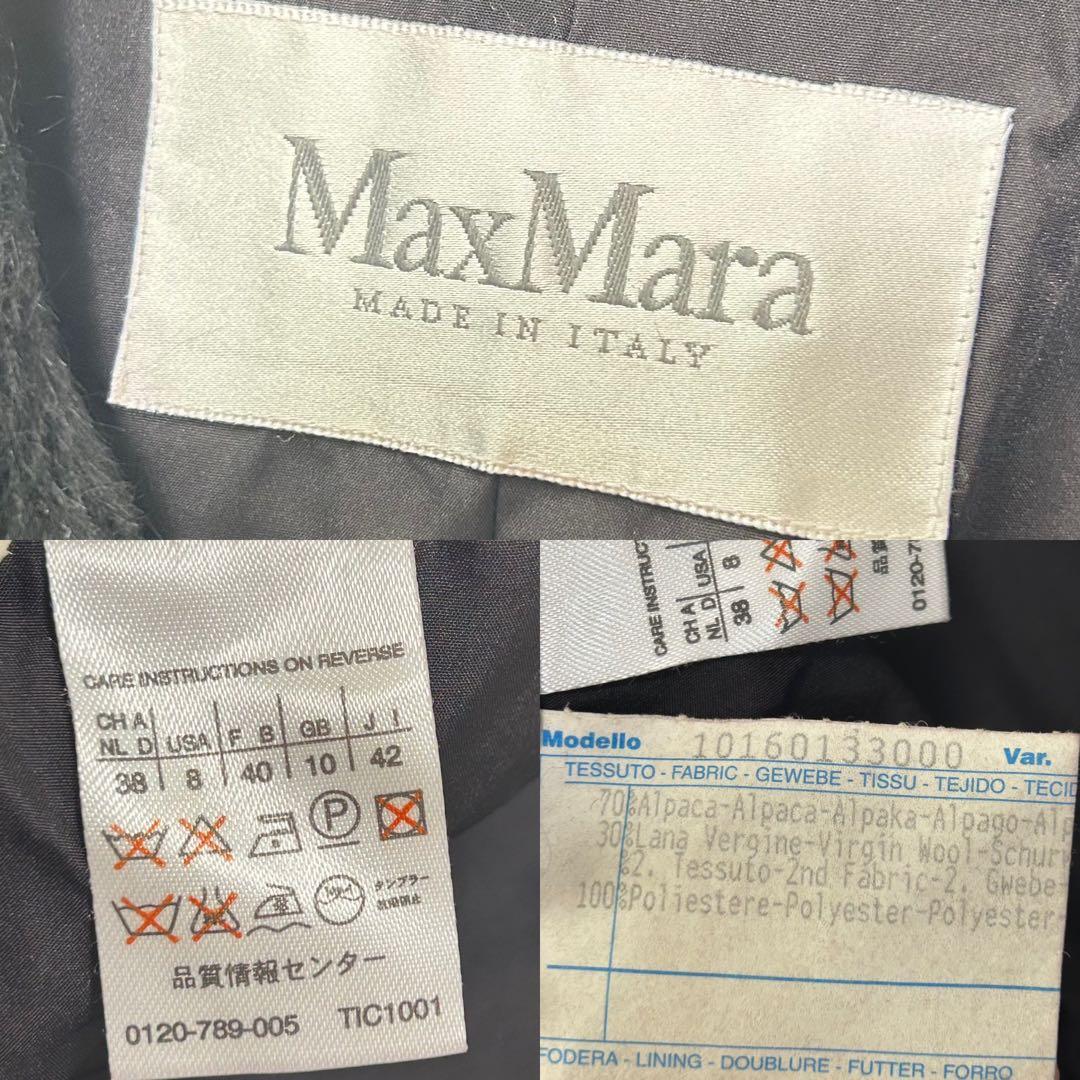 MaxMara
MADE IN ITALY
CARE INSTRUCTIONS ON REVERSE
CH A
NL D USA F B GB J I
38 8 40 10 42
P
タンブラー
乾燥禁止
品質情報センター
0120-789-005 TIC1001
CARE INSTRUC
CH A
NL D USA
38 8
品質
0120-7
Modello 10160133000 Var.
TESSUTO - FABRIC - GEWEBE - TISSU - TEJIDO - TECID
70%Alpaca-Alpaca-Alpaka-Alpago-Alp
30%Lana Vergine-Virgin Wool-Schur
%2. Tessuto-2nd Fabric-2. Gwebe-
100%Poliestere-Polyester-Polyester-
FODERA - LINING - DOUBLURE - FUTTER - FORRO